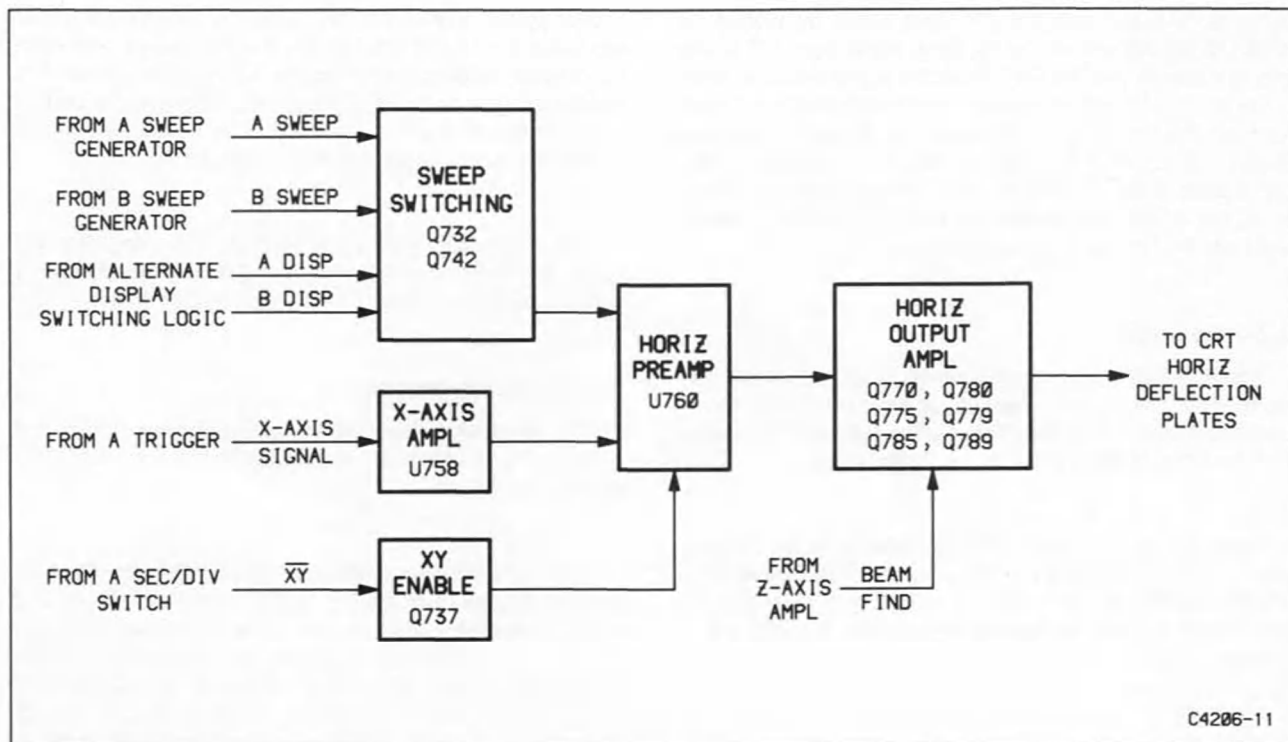 FROM A SWEEP
GENERATOR
A SWEEP
FROM B SWEEP
GENERATOR
B SWEEP
FROM ALTERNATE
DISPLAY
SWITCHING LOGIC
A DISP
B DISP
SWEEP
SWITCHING
Q732
Q742
FROM A TRIGGER
X-AXIS
SIGNAL
X-AXIS
AMPL
U758
FROM A SEC/DIV
SWITCH
X̅Y̅
XY
ENABLE
Q737
HORIZ
PREAMP
U760
HORIZ
OUTPUT
AMPL
Q770, Q780
Q775, Q779
Q785, Q789
FROM
Z-AXIS
AMPL
BEAM
FIND
TO CRT
HORIZ
DEFLECTION
PLATES
C4206-11